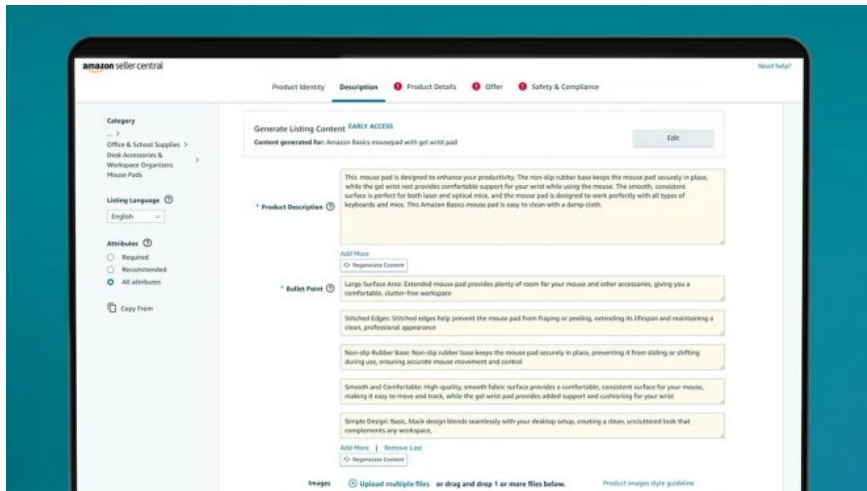 amazon seller central
Need help?
Product Identity
Description
Product Details
Offer
Safety & Compliance
Category
... >
Office & School Supplies >
Desk Accessories &
Workspace Organizers
>
Mouse Pads
Listing Language
English
Attributes
Required
Recommended
All attributes
Copy From
Generate Listing Content EARLY ACCESS
Content generated for: Amazon Basics mousepad with gel wrist pad
Edit
* Product Description
This mouse pad is designed to enhance your productivity. The non-slip rubber base keeps the mouse pad securely in place,
while the gel wrist rest provides comfortable support for your wrist while using the mouse. The smooth, consistent
surface is perfect for both laser and optical mice, and the mouse pad is designed to work perfectly with all types of
keyboards and mice. This Amazon Basics mouse pad is easy to clean with a damp cloth.
Add More
Regenerate Content
* Bullet Point
Large Surface Area: Extended mouse pad provides plenty of room for your mouse and other accessories, giving you a
comfortable, clutter-free workspace
Stitched Edges: Stitched edges help prevent the mouse pad from fraying or peeling, extending its lifespan and maintaining a
clean, professional appearance
Non-slip Rubber Base: Non-slip rubber base keeps the mouse pad securely in place, preventing it from sliding or shifting
during use, ensuring accurate mouse movement and control
Smooth and Comfortable: High-quality, smooth fabric surface provides a comfortable, consistent surface for your mouse,
making it easy to move and track, while the gel wrist pad provides added support and cushioning for your wrist
Simple Design: Basic, black design blends seamlessly with your desktop setup, creating a clean, uncluttered look that
complements any workspace,
Add More | Remove Last
Regenerate Content
Images
Upload multiple files or drag and drop 1 or more files below.
Product images style guideline